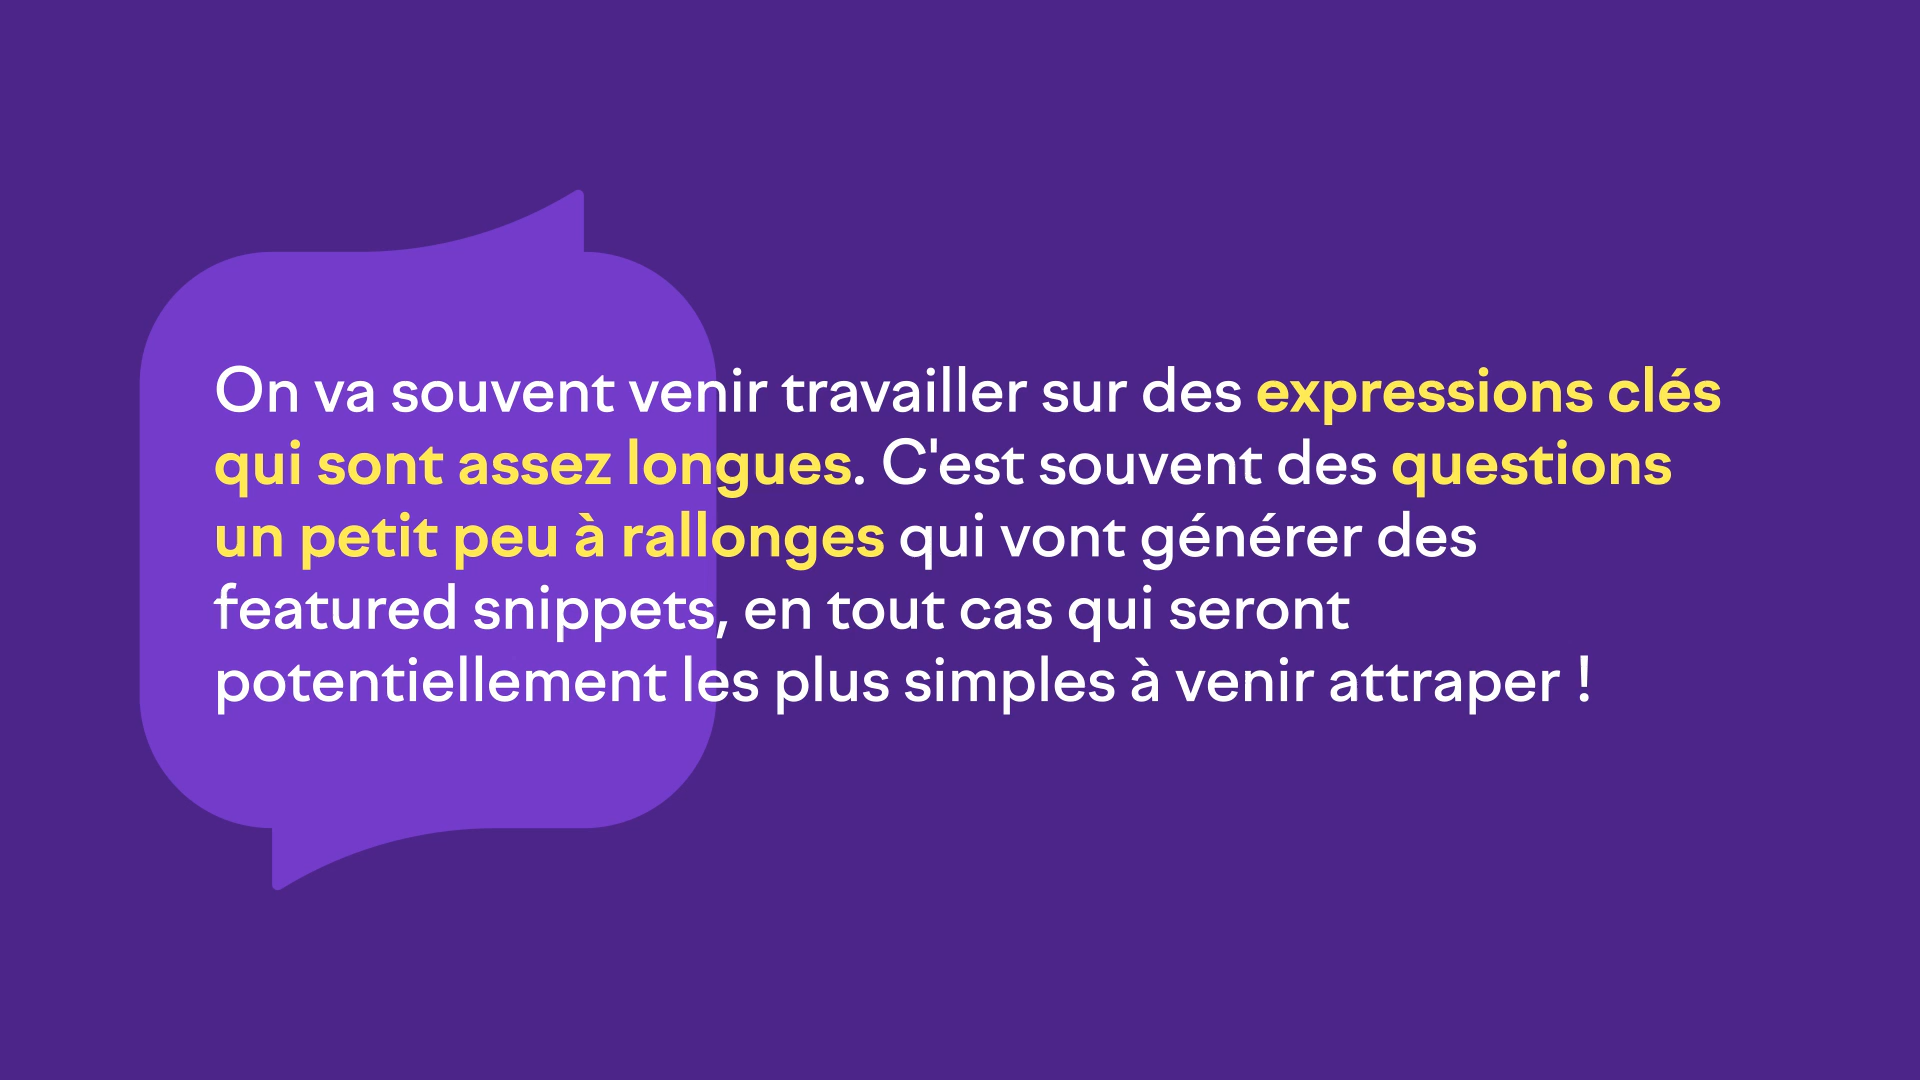 On va souvent venir travailler sur des expressions clés
qui sont assez longues. C'est souvent des questions
un petit peu à rallonges qui vont générer des
featured snippets, en tout cas qui seront
potentiellement les plus simples à venir attraper !